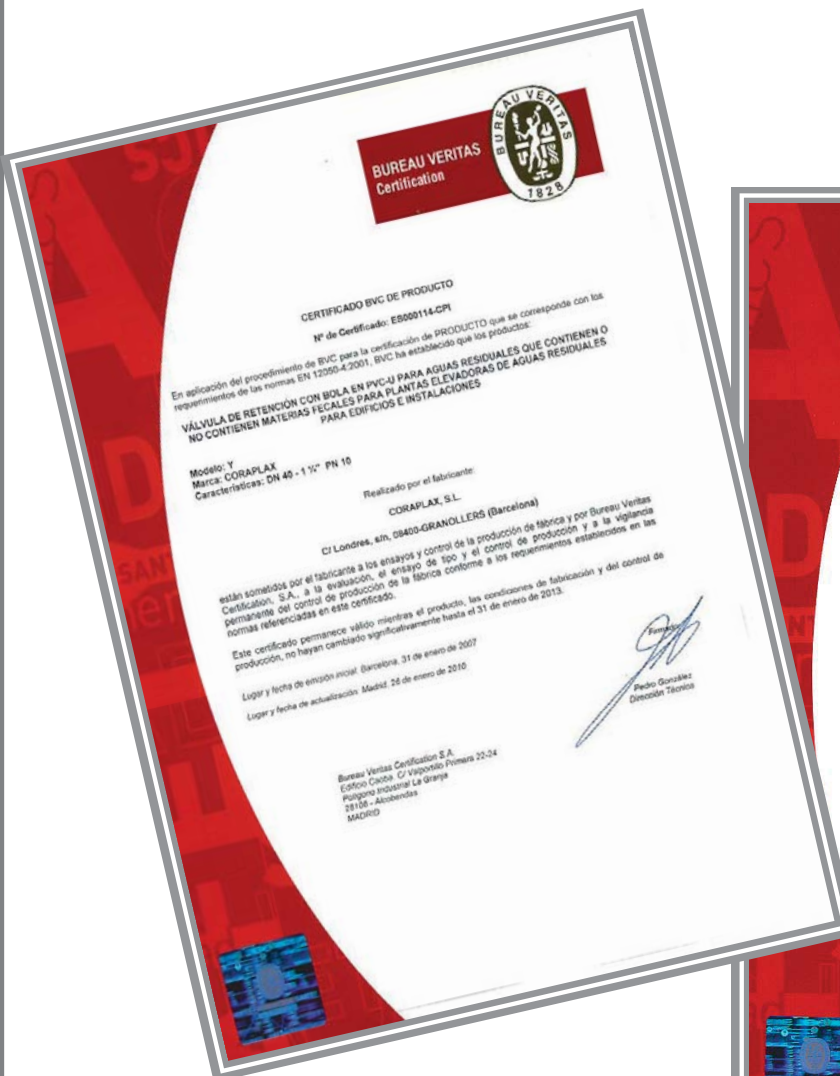 BUREAU VERITAS
Certification
BUREAU VERITAS
1828
CERTIFICADO BVC DE PRODUCTO
Nº de Certificado: ES000114-CPI
En aplicación del procedimiento de BVC para la certificación de PRODUCTO que se corresponde con los
requerimientos de las normas EN 12050-4:2001, BVC ha establecido que los productos:
VÁLVULA DE RETENCIÓN CON BOLA EN PVC-U PARA AGUAS RESIDUALES QUE CONTIENEN O
NO CONTIENEN MATERIAS FECALES PARA PLANTAS ELEVADORAS DE AGUAS RESIDUALES
PARA EDIFICIOS E INSTALACIONES
Modelo: Y
Marca: CORAPLAX
Características: DN 40 - 1 ¼" PN 10
Realizado por el fabricante:
CORAPLAX, S.L.
C/ Londres, s/n, 08400-GRANOLLERS (Barcelona)
están sometidos por el fabricante a los ensayos y control de la producción de fábrica y por Bureau Veritas
Certification, S.A., a la evaluación, el ensayo de tipo y el control de producción y a la vigilancia
permanente del control de producción de la fábrica conforme a los requerimientos establecidos en las
normas referenciadas en este certificado.
Este certificado permanece válido mientras el producto, las condiciones de fabricación y del control de
producción, no hayan cambiado significativamente hasta el 31 de enero de 2013.
Lugar y fecha de emisión inicial: Barcelona, 31 de enero de 2007
Lugar y fecha de actualización: Madrid, 26 de enero de 2010
Firmado
Pedro González
Dirección Técnica
Bureau Veritas Certification S.A.
Edificio Caoba. C/ Valportillo Primera 22-24
Polígono Industrial La Granja
28108 - Alcobendas
MADRID